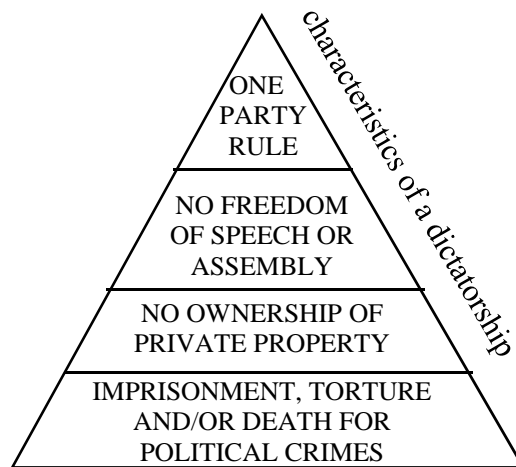 ONE
PARTY
RULE
NO FREEDOM
OF SPEECH OR
ASSEMBLY
NO OWNERSHIP OF
PRIVATE PROPERTY
IMPRISONMENT, TORTURE
AND/OR DEATH FOR
POLITICAL CRIMES
characteristics of a dictatorship